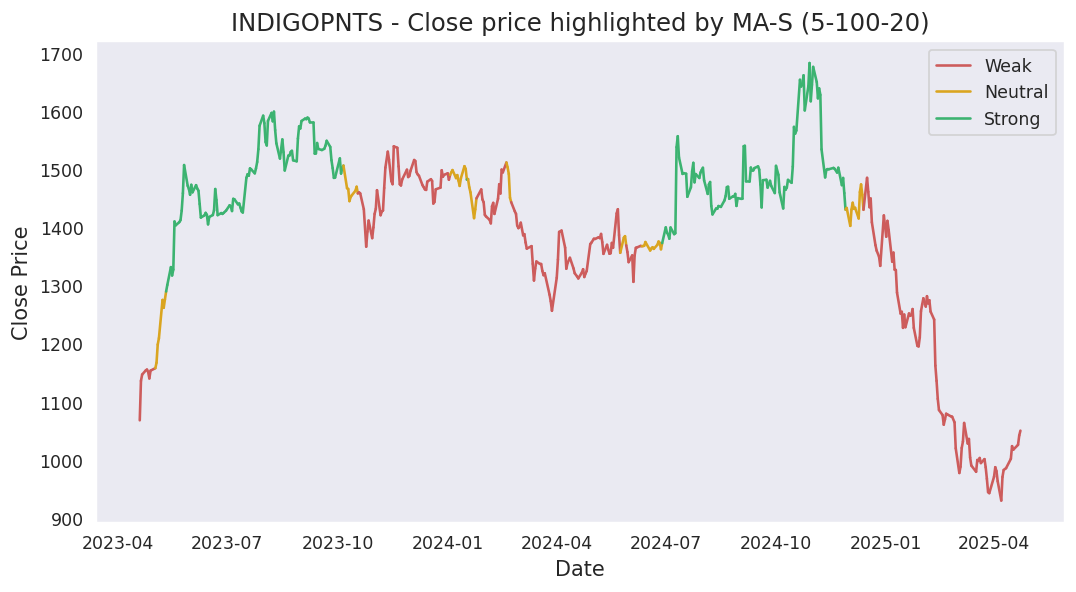 INDIGOPNTS - Close price highlighted by MA-S (5-100-20)
Weak
Neutral
Strong
1700
1600
1500
1400
1300
1200
1100
1000
900
Close Price
2023-04 2023-07 2023-10 2024-01 2024-04 2024-07 2024-10 2025-01 2025-04
Date